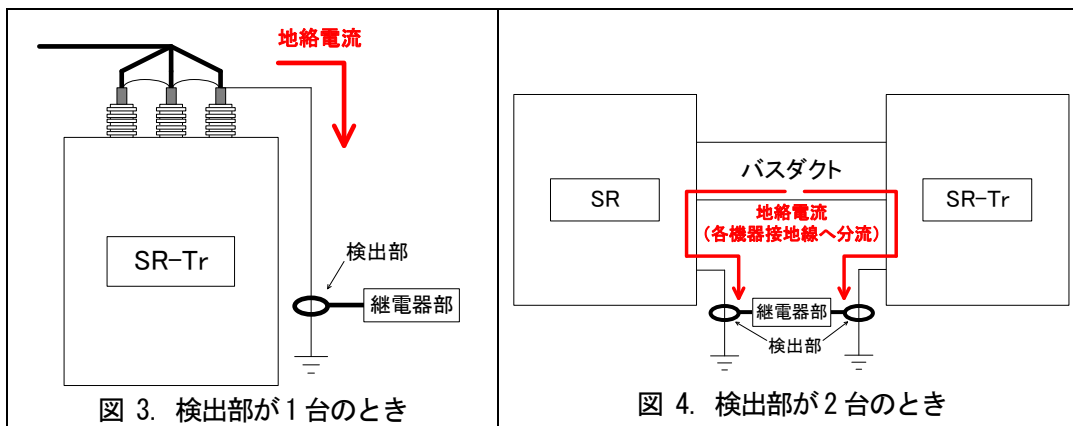 地絡電流
SR-Tr
検出部
継電器部
図 3. 検出部が1台のとき
バスダクト
SR
SR-Tr
地絡電流
(各機器接地線へ分流)
継電器部
検出部
図 4. 検出部が2台のとき